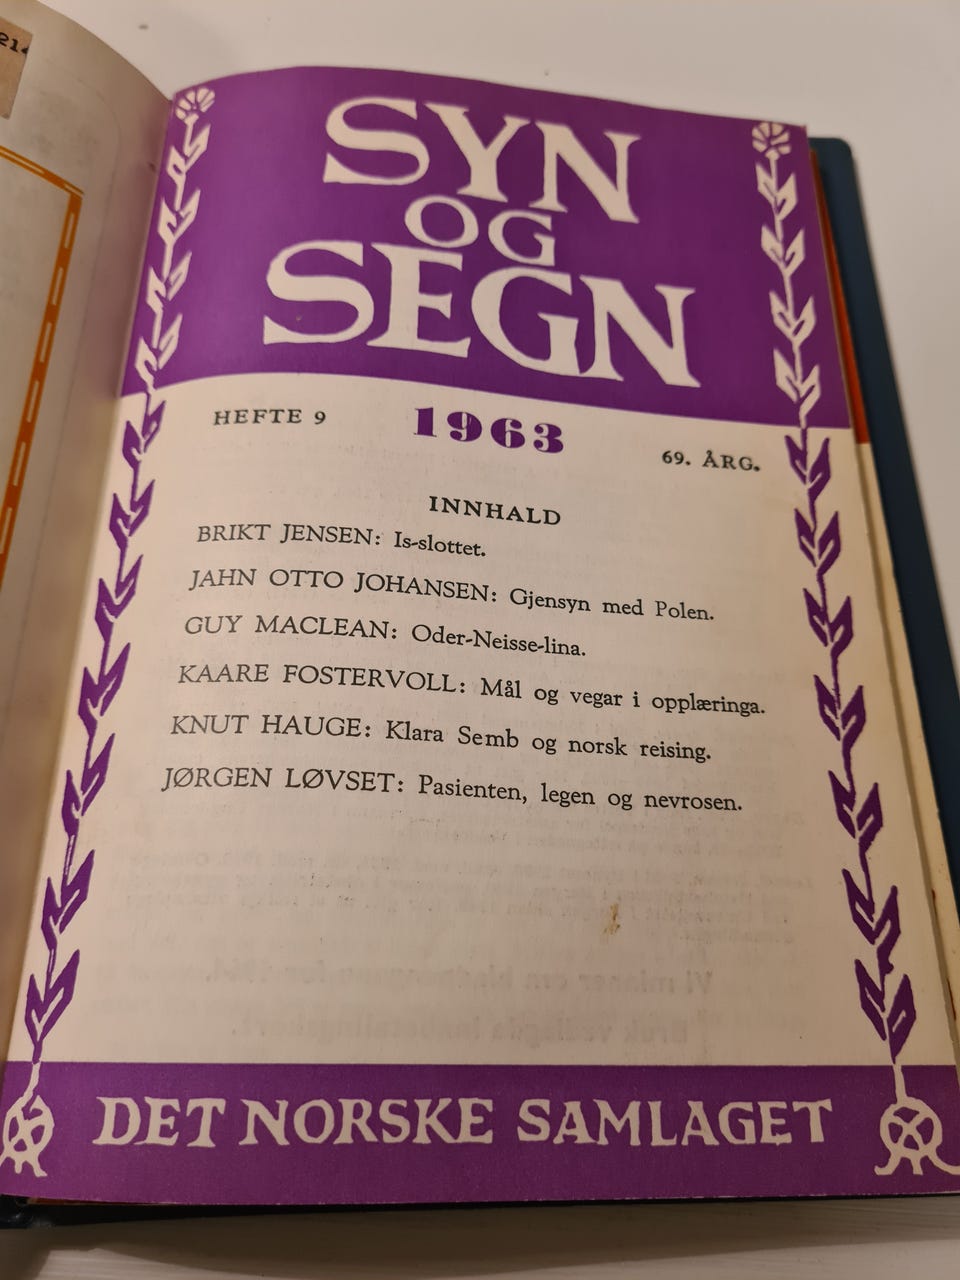 214
SYN
OG
SEGN
HEFTE 9
1963
69. ÅRG.
INNHALD
BRIKT JENSEN: Is-slottet.
JAHN OTTO JOHANSEN: Gjensyn med Polen.
GUY MACLEAN: Oder-Neisse-lina.
KAARE FOSTERVOLL: Mål og vegar i opplæringa.
KNUT HAUGE: Klara Semb og norsk reising.
JØRGEN LØVSET: Pasienten, legen og nevrosen.
DET NORSKE SAMLAGET